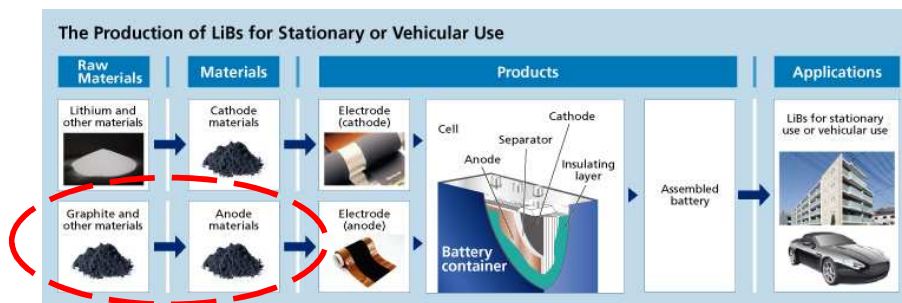 The Production of LiBs for Stationary or Vehicular Use
Raw
Materials
Materials
Products
Applications
Lithium and
other materials
Cathode
materials
Electrode
(cathode)
Cell
Cathode
Separator
Anode
Insulating
layer
Battery
container
Assembled
battery
LiBs for stationary
use or vehicular use
Graphite and
other materials
Anode
materials
Electrode
(anode)